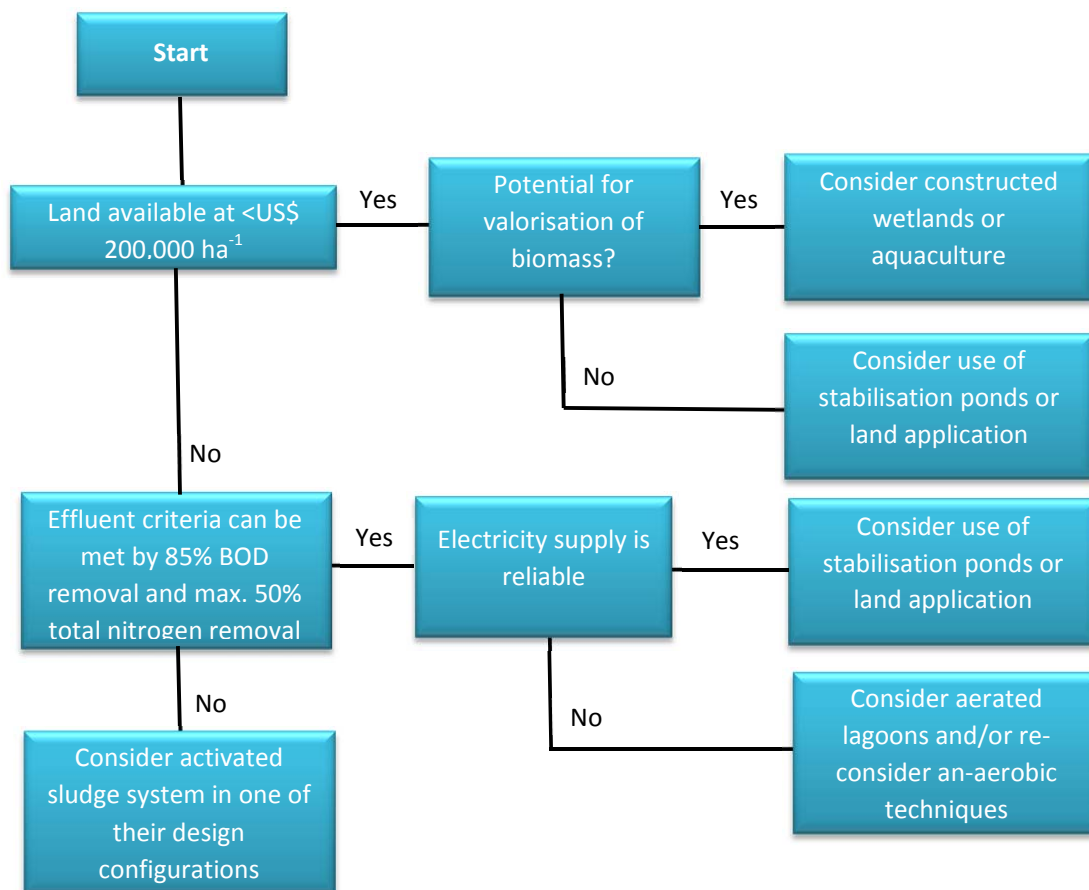 Start
Land available at <US$
200,000 ha⁻¹
Yes
Potential for
valorisation of
biomass?
Yes
Consider constructed
wetlands or
aquaculture
No
Consider use of
stabilisation ponds or
land application
No
Effluent criteria can be
met by 85% BOD
removal and max. 50%
total nitrogen removal
Yes
Electricity supply is
reliable
Yes
Consider use of
stabilisation ponds or
land application
No
Consider aerated
lagoons and/or re-
consider an-aerobic
techniques
No
Consider activated
sludge system in one of
their design
configurations